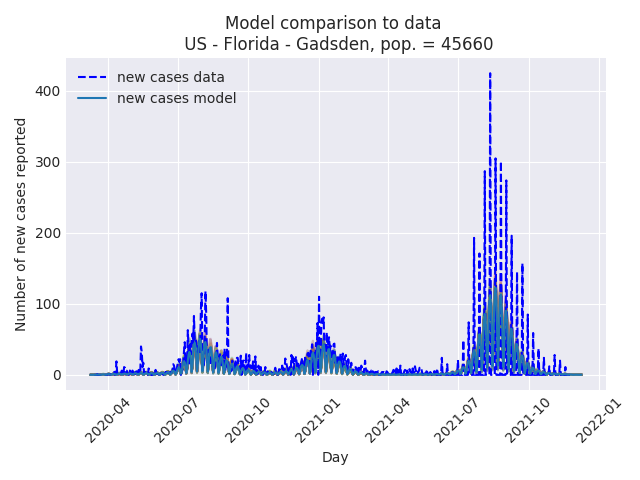 Model comparison to data
US - Florida - Gadsden, pop. = 45660
new cases data
new cases model
Number of new cases reported
400
300
200
100
0
2020-04
2020-07
2020-10
2021-01
2021-04
2021-07
2021-10
2022-01
Day